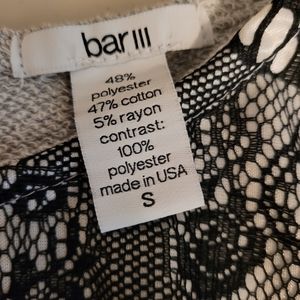 bar III
48%
polyester
47% cotton
5% rayon
contrast:
100%
polyester
made in USA
S